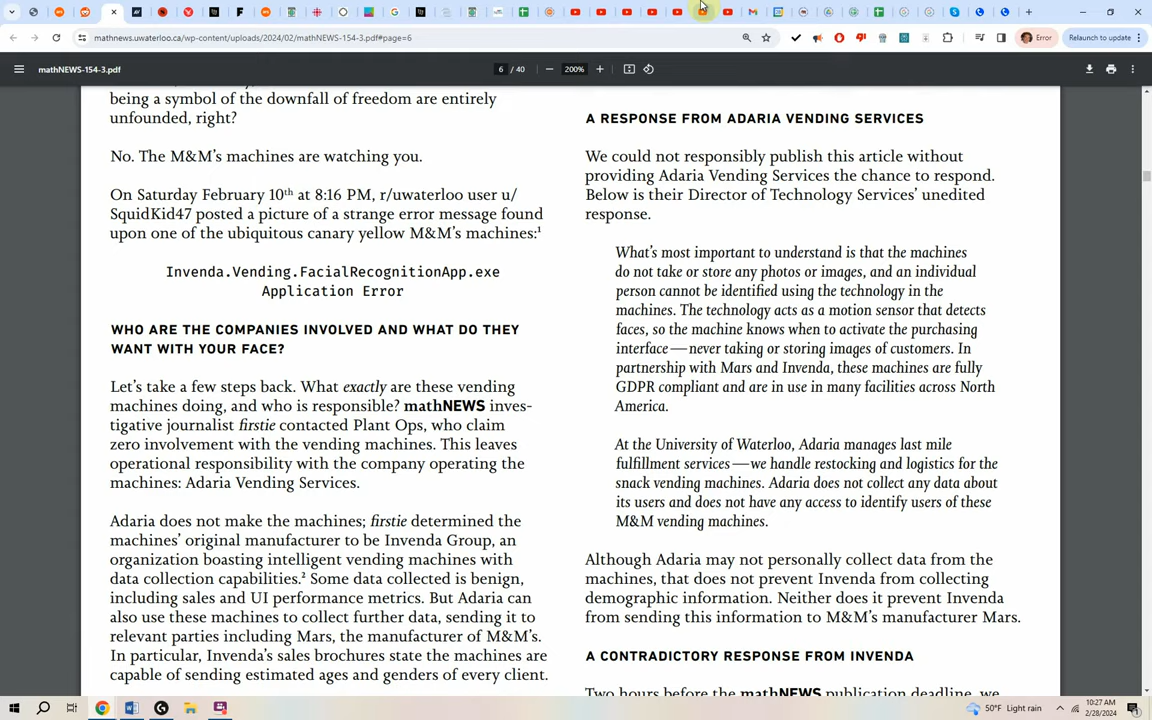 mathnews.uwaterloo.ca/wp-content/uploads/2024/02/mathNEWS-154-3.pdf#page=6
Error
Relaunch to update
mathNEWS-154-3.pdf
6 / 40
200%
being a symbol of the downfall of freedom are entirely
unfounded, right?
No. The M&M's machines are watching you.
On Saturday February 10th at 8:16 PM, r/uwaterloo user u/
SquidKid47 posted a picture of a strange error message found
upon one of the ubiquitous canary yellow M&M's machines:1
Invenda.Vending.FacialRecognitionApp.exe
Application Error
WHO ARE THE COMPANIES INVOLVED AND WHAT DO THEY
WANT WITH YOUR FACE?
Let's take a few steps back. What exactly are these vending
machines doing, and who is responsible? mathNEWS inves-
tigative journalist firstie contacted Plant Ops, who claim
zero involvement with the vending machines. This leaves
operational responsibility with the company operating the
machines: Adaria Vending Services.
Adaria does not make the machines; firstie determined the
machines' original manufacturer to be Invenda Group, an
organization boasting intelligent vending machines with
data collection capabilities.2 Some data collected is benign,
including sales and UI performance metrics. But Adaria can
also use these machines to collect further data, sending it to
relevant parties including Mars, the manufacturer of M&M's.
In particular, Invenda's sales brochures state the machines are
capable of sending estimated ages and genders of every client.
A RESPONSE FROM ADARIA VENDING SERVICES
We could not responsibly publish this article without
providing Adaria Vending Services the chance to respond.
Below is their Director of Technology Services' unedited
response.
What's most important to understand is that the machines
do not take or store any photos or images, and an individual
person cannot be identified using the technology in the
machines. The technology acts as a motion sensor that detects
faces, so the machine knows when to activate the purchasing
interface—never taking or storing images of customers. In
partnership with Mars and Invenda, these machines are fully
GDPR compliant and are in use in many facilities across North
America.
At the University of Waterloo, Adaria manages last mile
fulfillment services—we handle restocking and logistics for the
snack vending machines. Adaria does not collect any data about
its users and does not have any access to identify users of these
M&M vending machines.
Although Adaria may not personally collect data from the
machines, that does not prevent Invenda from collecting
demographic information. Neither does it prevent Invenda
from sending this information to M&M's manufacturer Mars.
A CONTRADICTORY RESPONSE FROM INVENDA
Two hours before the mathNEWS publication deadline, we
50°F Light rain
10:27 AM
2/28/2024